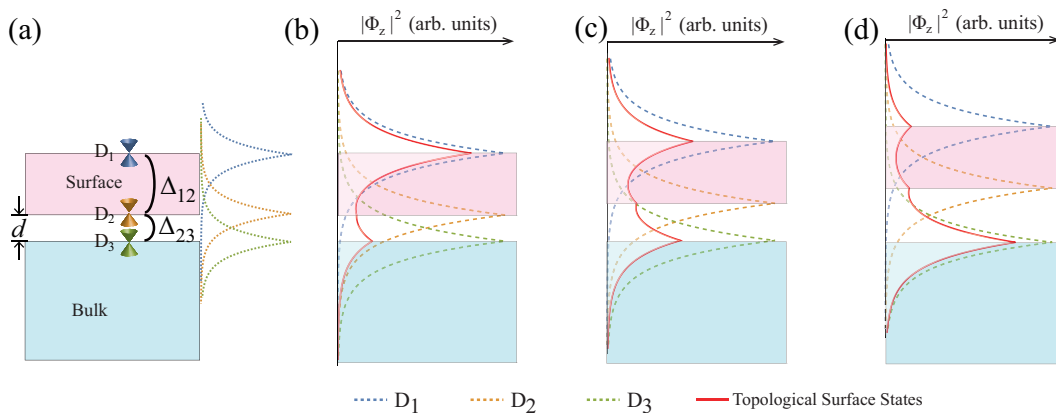 (a)
D1
Surface
Δ12
d
D2
Δ23
D3
Bulk
(b)
|Φz|² (arb. units)
(c)
|Φz|² (arb. units)
(d)
|Φz|² (arb. units)
D1
D2
D3
Topological Surface States